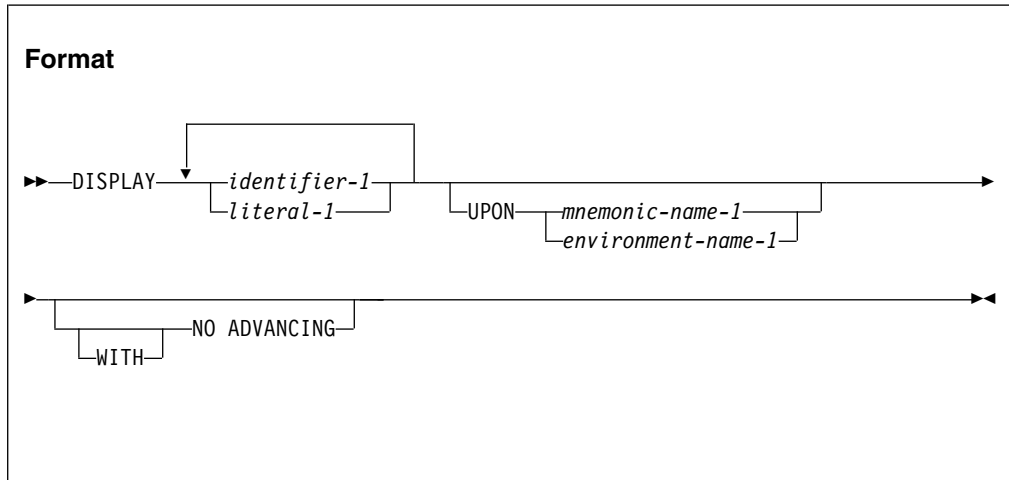 Format
DISPLAY identifier-1
literal-1
UPON mnemonic-name-1
environment-name-1
NO ADVANCING
WITH